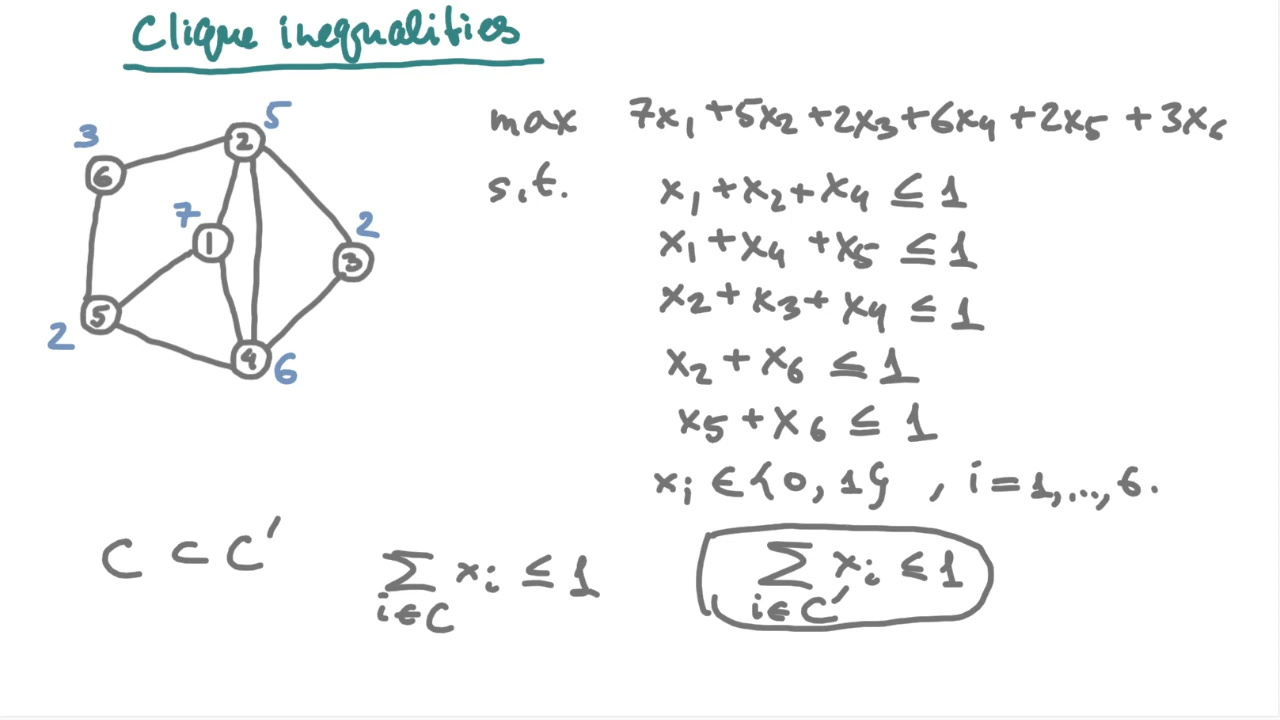 Clique inequalities
max 7x₁ + 5x₂ + 2x₃ + 6x₄ + 2x₅ + 3x₆
s.t. x₁ + x₂ + x₄ ≤ 1
x₁ + x₄ + x₅ ≤ 1
x₂ + x₃ + x₄ ≤ 1
x₂ + x₆ ≤ 1
x₅ + x₆ ≤ 1
xᵢ ∈ {0, 1} , i = 1,...,6.
5
3
2
6
7
1
2
3
5
2
4
6
C ⊂ C′ ∑ xᵢ ≤ 1 ∑ xᵢ ≤ 1
i∈C i∈C′